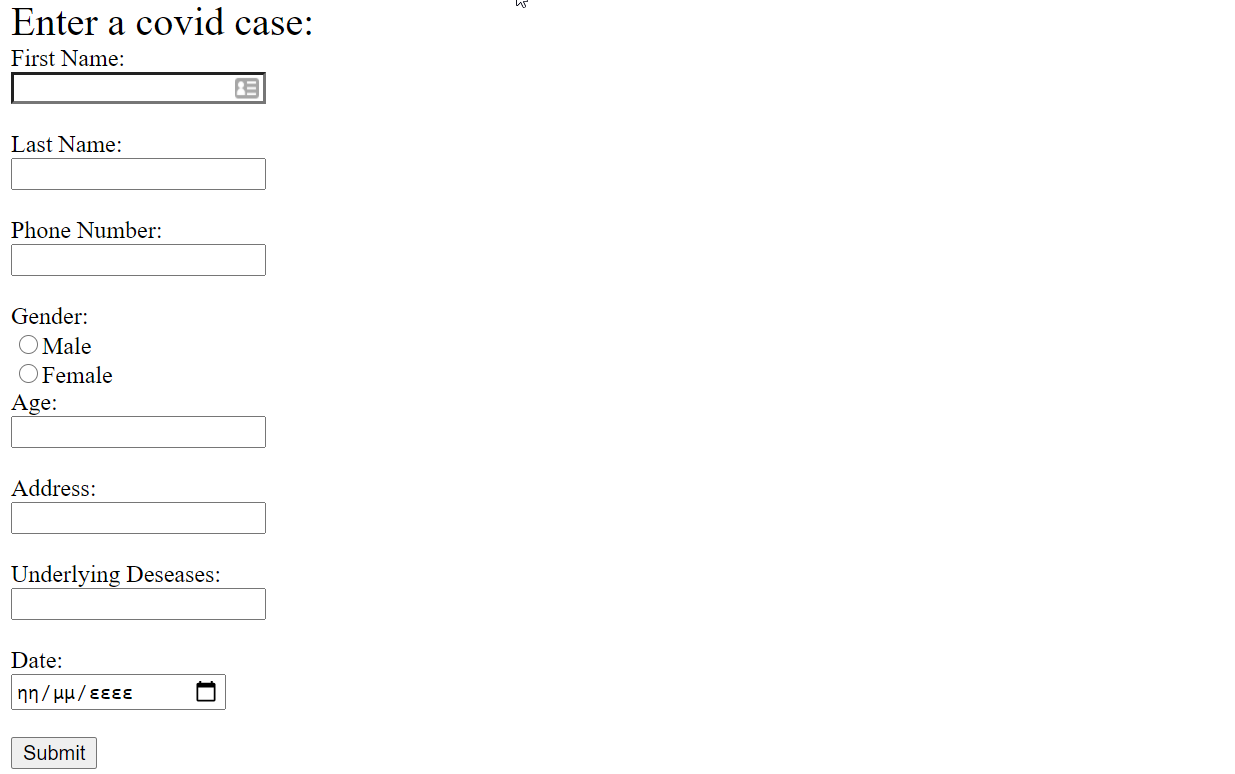 Enter a covid case:
First Name:
Last Name:
Phone Number:
Gender:
Male
Female
Age:
Address:
Underlying Deseases:
Date:
ηη/μμ/εεεε
Submit